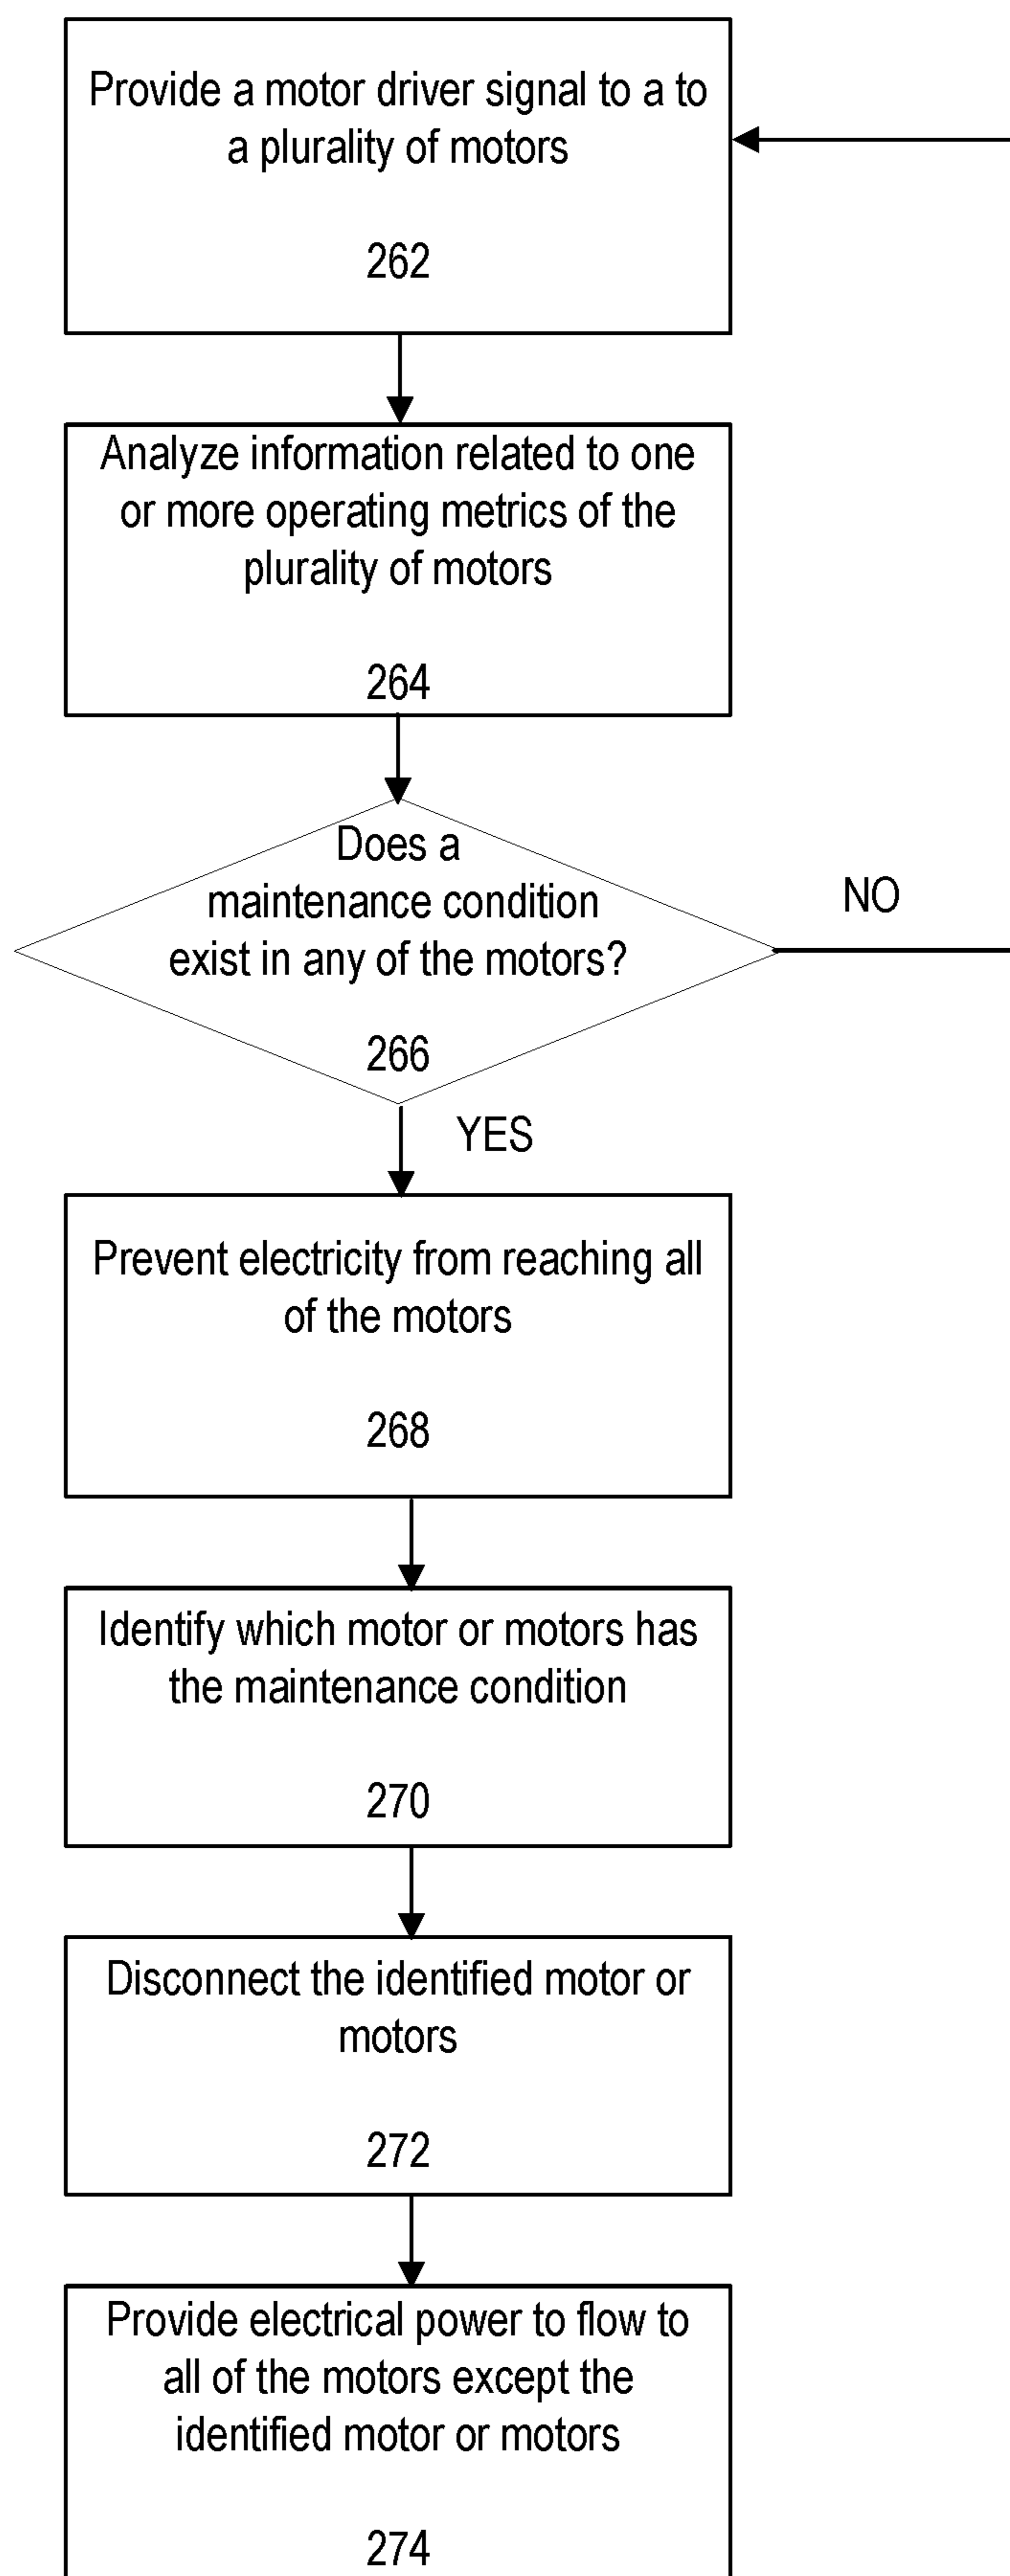 Provide a motor driver signal to a to
a plurality of motors
262
Analyze information related to one
or more operating metrics of the
plurality of motors
264
Does a
maintenance condition
exist in any of the motors?
266
NO
YES
Prevent electricity from reaching all
of the motors
268
Identify which motor or motors has
the maintenance condition
270
Disconnect the identified motor or
motors
272
Provide electrical power to flow to
all of the motors except the
identified motor or motors
274